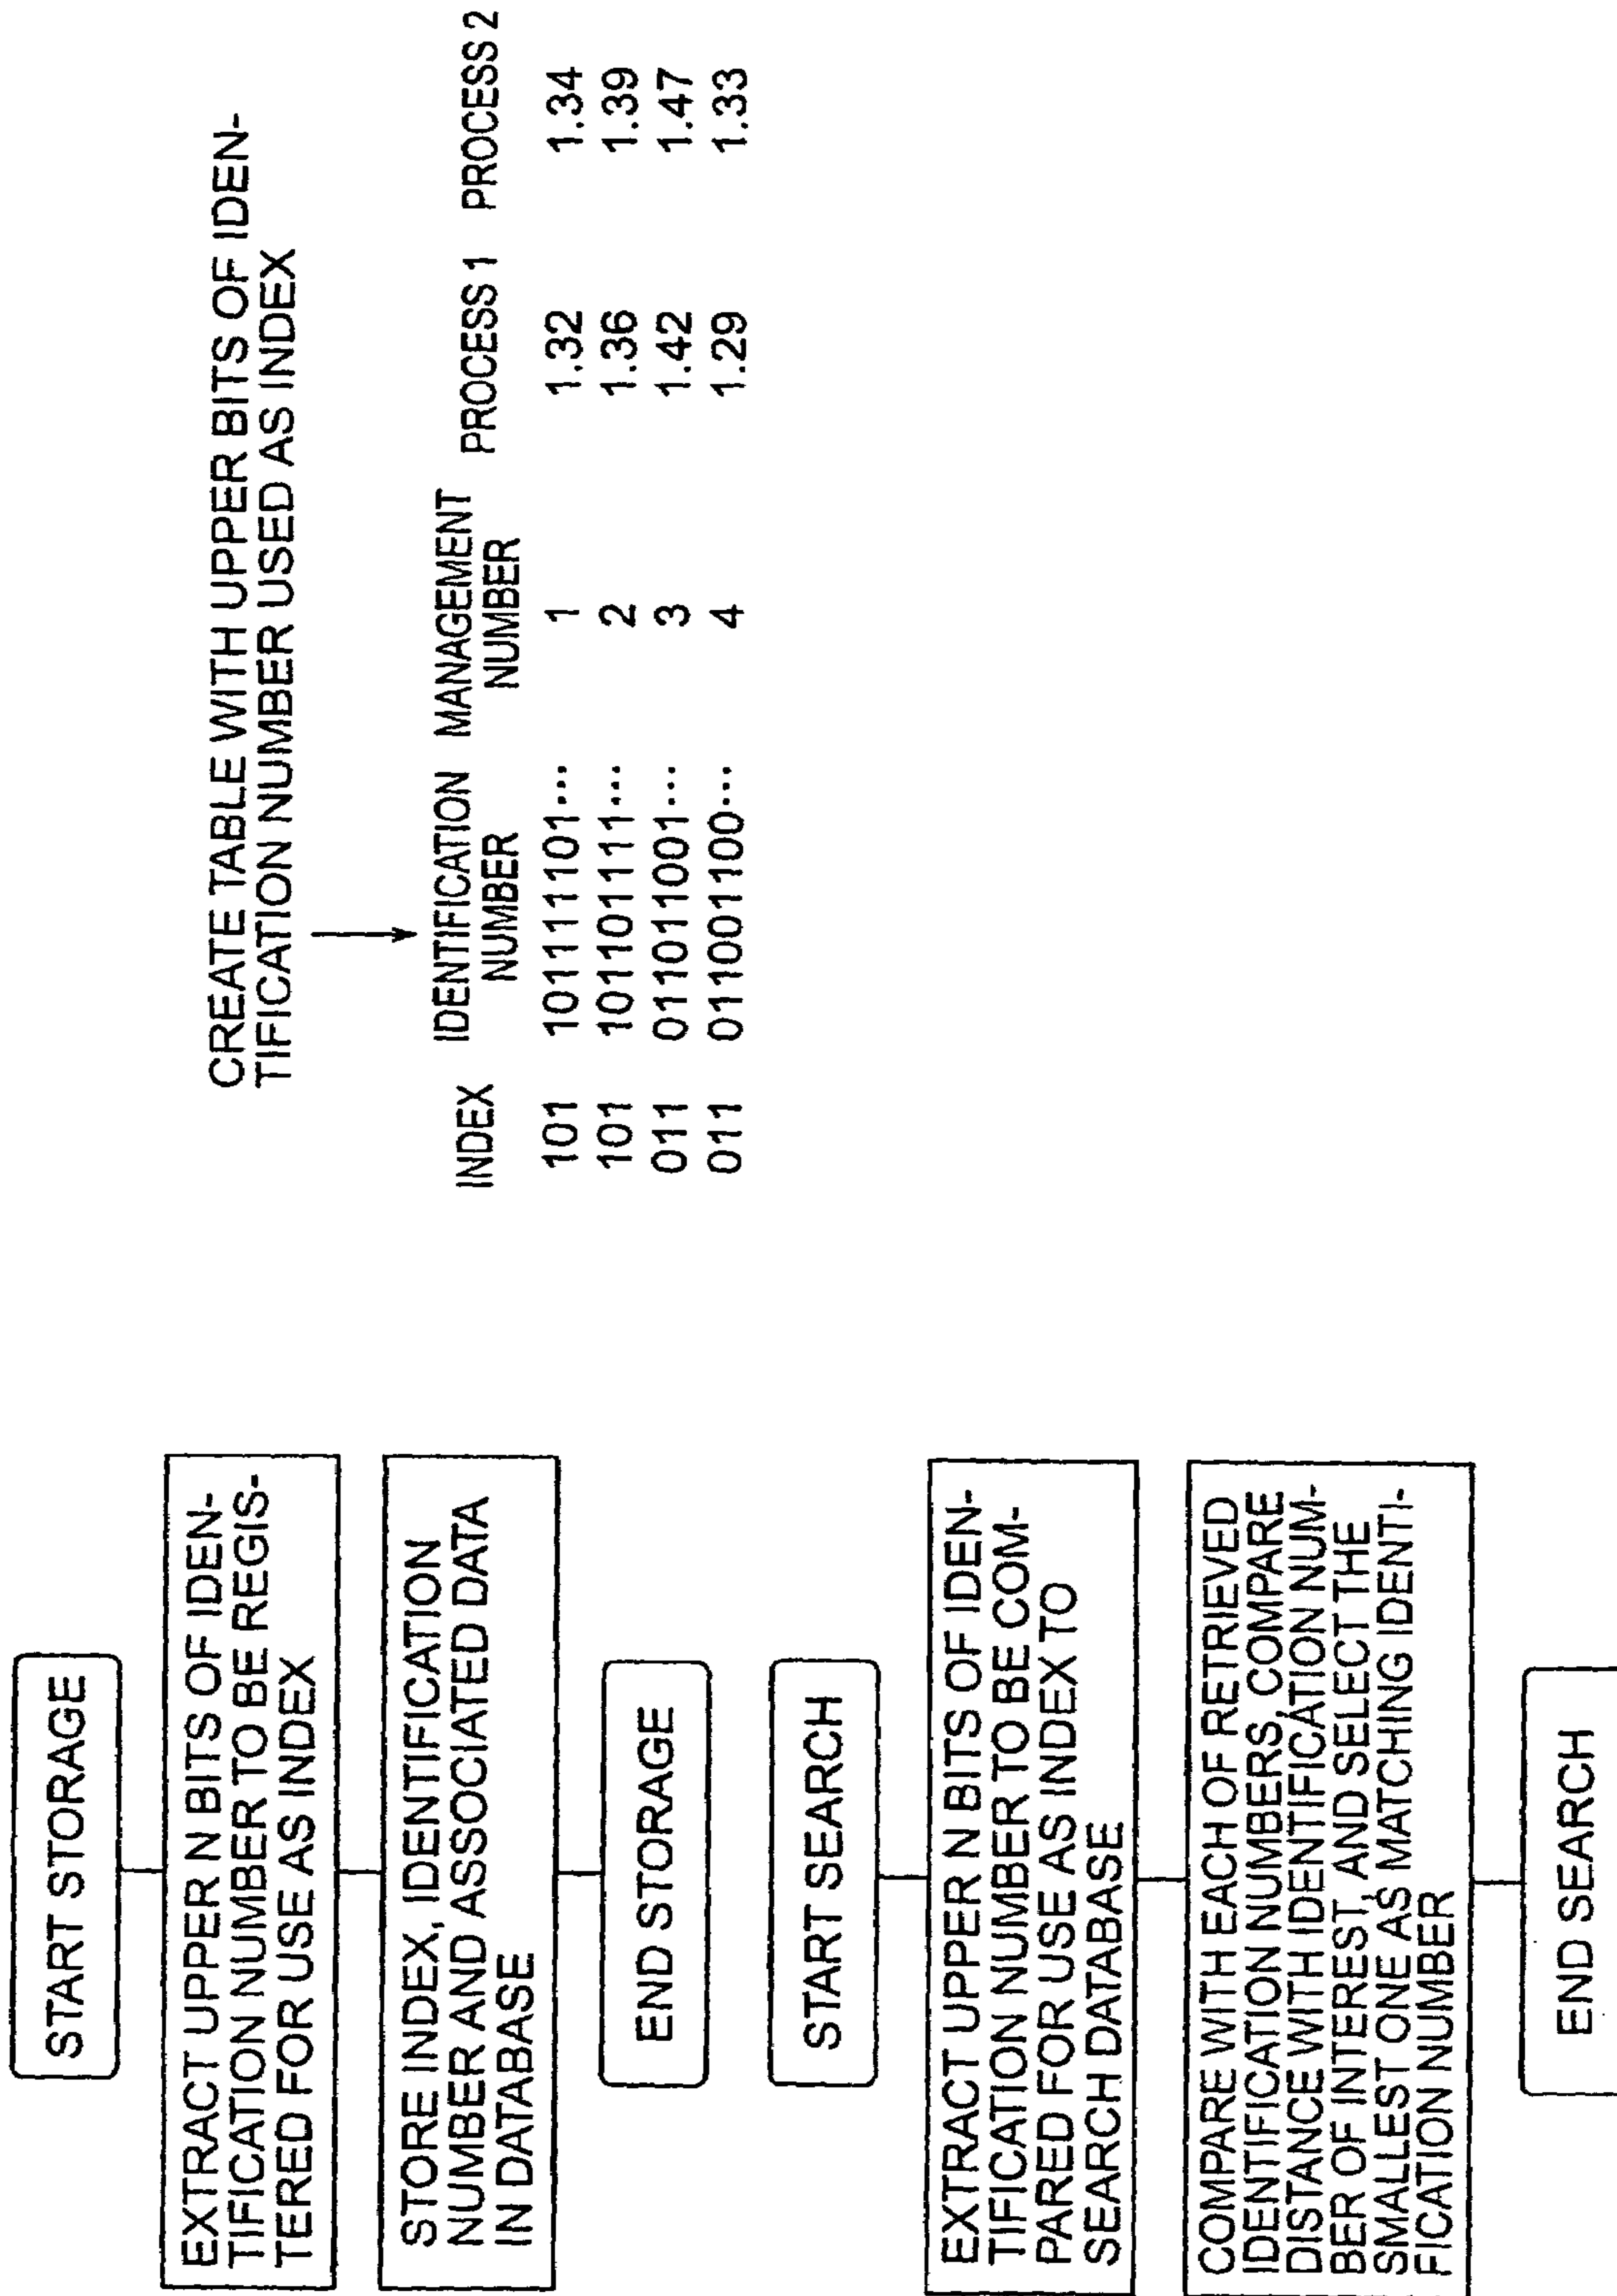 START STORAGE
EXTRACT UPPER N BITS OF IDEN-
TIFICATION NUMBER TO BE REGIS-
TERED FOR USE AS INDEX
STORE INDEX, IDENTIFICATION
NUMBER AND ASSOCIATED DATA
IN DATABASE
END STORAGE
START SEARCH
EXTRACT UPPER N BITS OF IDEN-
TIFICATION NUMBER TO BE COM-
PARED FOR USE AS INDEX TO
SEARCH DATABASE
COMPARE WITH EACH OF RETRIEVED
IDENTIFICATION NUMBERS, COMPARE
DISTANCE WITH IDENTIFICATION NUM-
BER OF INTEREST, AND SELECT THE
SMALLEST ONE AS MATCHING IDENTI-
FICATION NUMBER
END SEARCH
CREATE TABLE WITH UPPER BITS OF IDEN-
TIFICATION NUMBER USED AS INDEX
INDEX IDENTIFICATION NUMBER MANAGEMENT NUMBER PROCESS 1 PROCESS 2
101 1011111101... 1 1.32 1.34
101 1011101111... 2 1.36 1.39
011 0110101001... 3 1.42 1.47
011 0110011100... 4 1.29 1.33